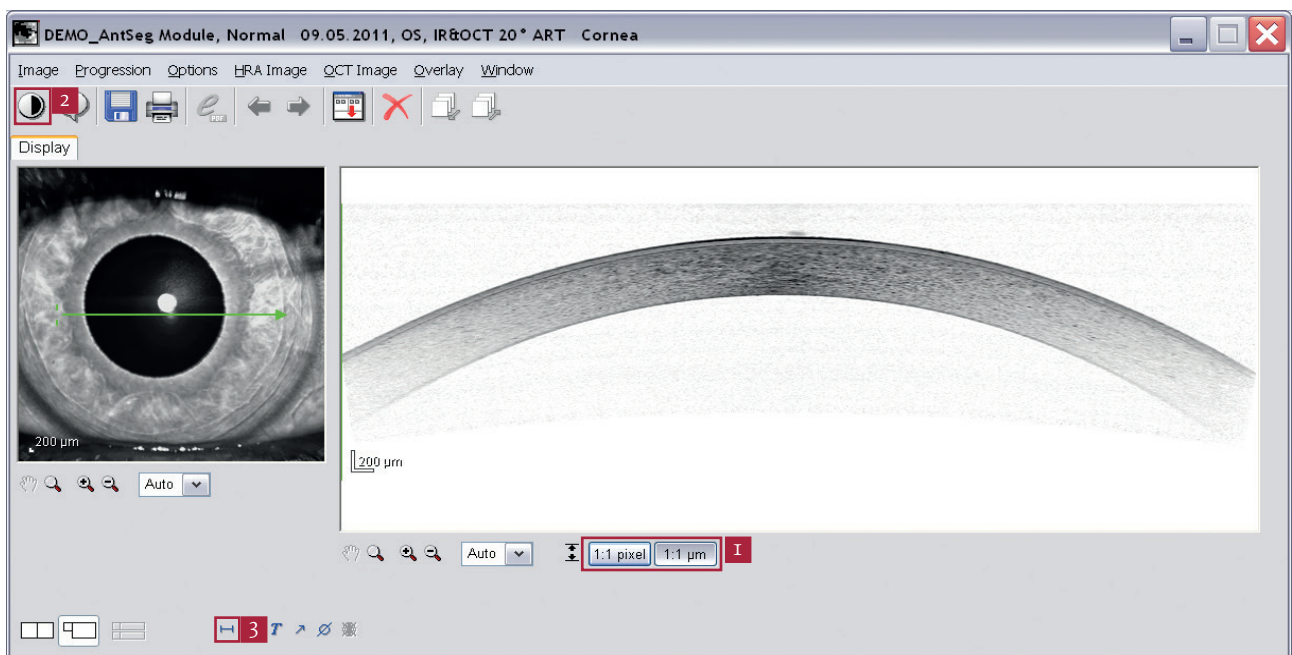 DEMO_AntSeg Module, Normal 09.05.2011, OS, IR&OCT 20° ART Cornea
Image Progression Options HRA Image OCT Image Overlay Window
2
Display
200 µm
200 µm
Auto
Auto
1:1 pixel
1:1 µm
I
3
T